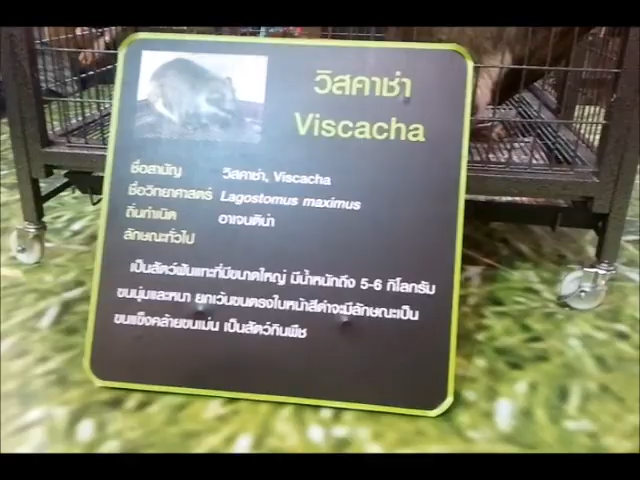 วิสคาช่า
Viscacha
ชื่อสามัญ วิสคาช่า, Viscacha
ชื่อวิทยาศาสตร์ Lagostomus maximus
ถิ่นกำเนิด อาเจนติน่า
ลักษณะทั่วไป
เป็นสัตว์ฟันแทะที่มีขนาดใหญ่ มีน้ำหนักถึง 5-6 กิโลกรัม
ขนนุ่มและหนา ยกเว้นขนตรงใบหน้าสีดำจะมีลักษณะเป็น
ขนแข็งคล้ายขนเม่น เป็นสัตว์กินพืช